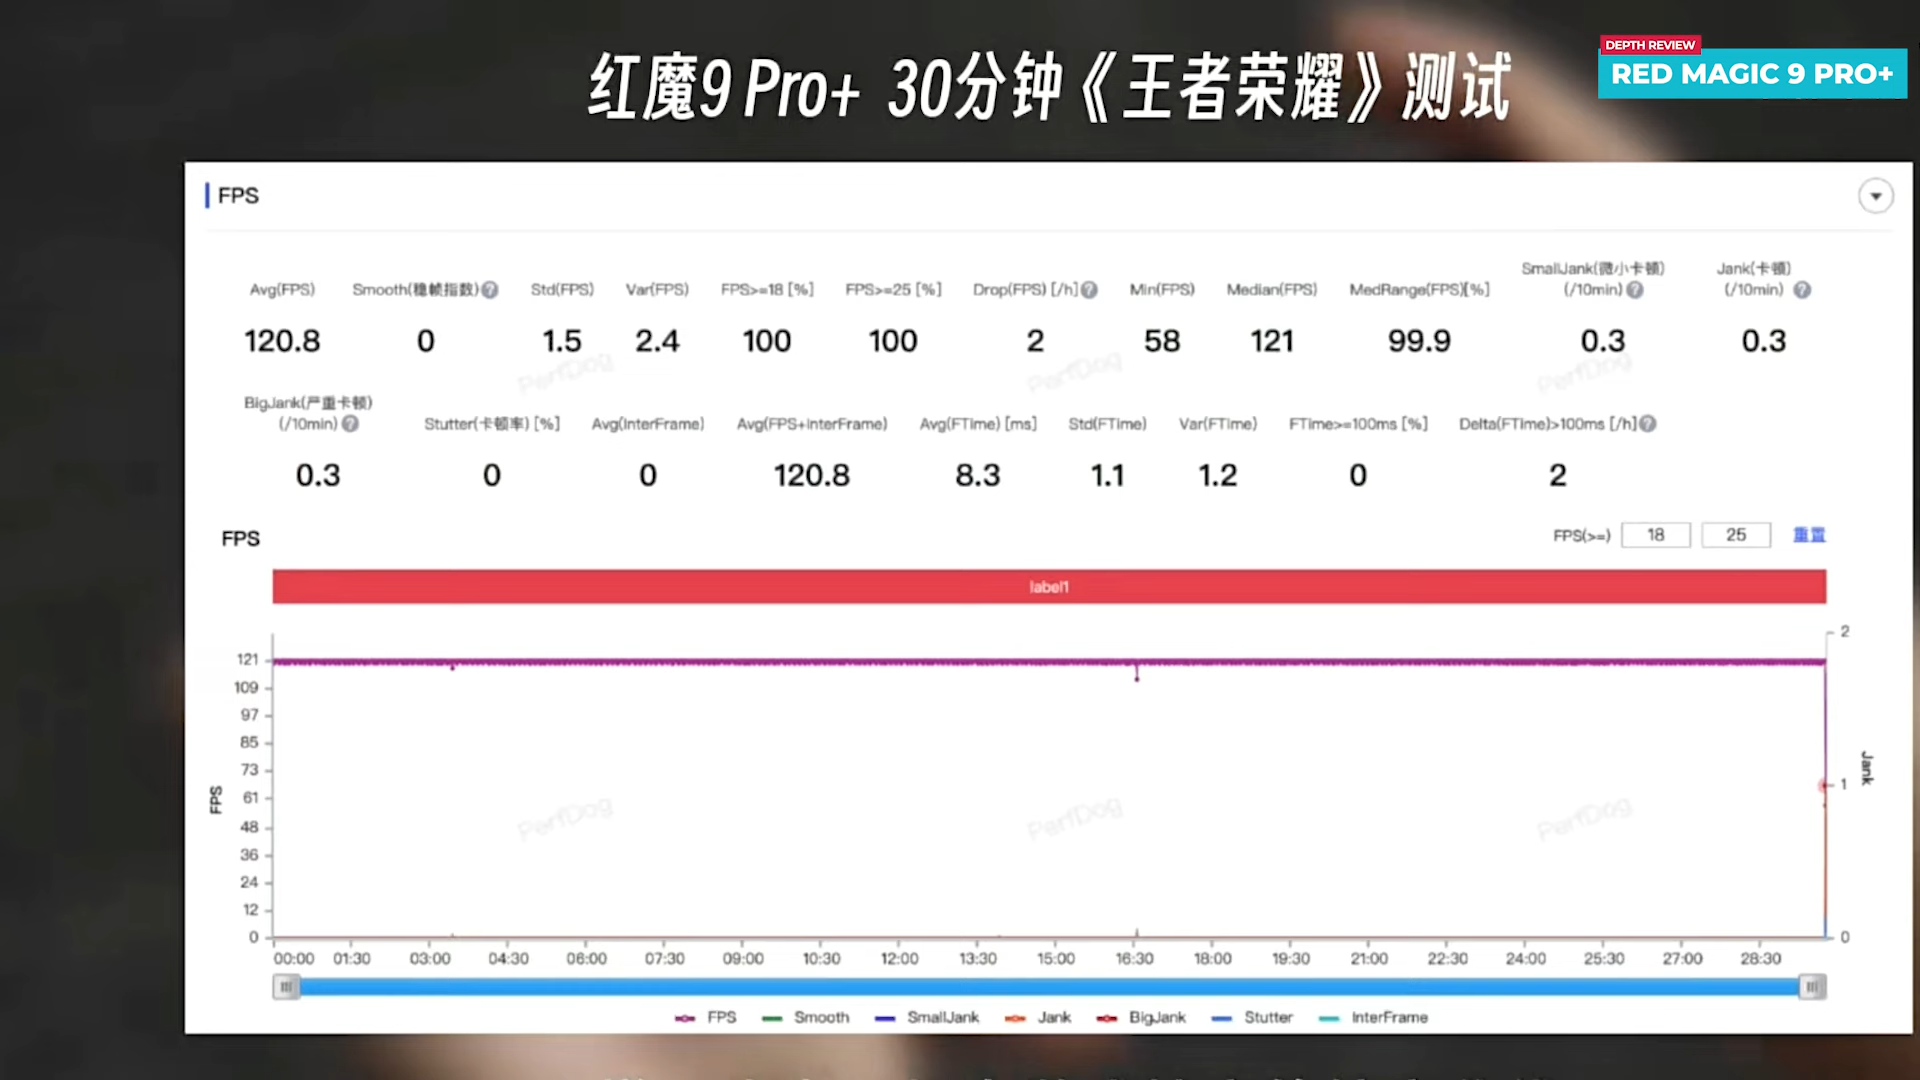 红魔9 Pro+ 30分钟《王者荣耀》测试
DEPTH REVIEW
RED MAGIC 9 PRO+
FPS
Avg(FPS) Smooth(稳帧指数) Std(FPS) Var(FPS) FPS>=18 [%] FPS>=25 [%] Drop(FPS) [/h] Min(FPS) Median(FPS) MedRange(FPS)[%] SmallJank(微小卡顿) (/10min) Jank(卡顿) (/10min)
120.8 0 1.5 2.4 100 100 2 58 121 99.9 0.3 0.3
BigJank(严重卡顿) (/10min) Stutter(卡顿率) [%] Avg(InterFrame) Avg(FPS+InterFrame) Avg(FTime) [ms] Std(FTime) Var(FTime) FTime>=100ms [%] Delta(FTime)>100ms [/h]
0.3 0 0 120.8 8.3 1.1 1.2 0 2
PerfDog PerfDog PerfDog
FPS
FPS(>=) 18 25 重置
label1
121
109
97
85
73
61
48
36
24
12
0
FPS
2
1
0
Jank
PerfDog PerfDog PerfDog
00:00 01:30 03:00 04:30 06:00 07:30 09:00 10:30 12:00 13:30 15:00 16:30 18:00 19:30 21:00 22:30 24:00 25:30 27:00 28:30
FPS Smooth SmallJank Jank BigJank Stutter InterFrame